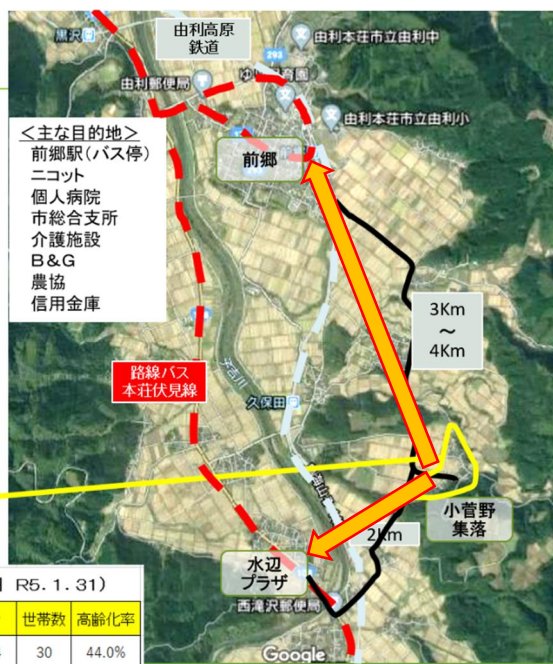 黒沢
由利高原
鉄道
293
由利本荘市立由利中
由利郵便局
由利本荘市立由利小
<主な目的地>
前郷駅(バス停)
ニコット
個人病院
市総合支所
介護施設
B&G
農協
信用金庫
前郷
3Km
～
4Km
路線バス
本荘伏見線
子吉川
久保田
小菅野
集落
2Km
水辺
プラザ
西滝沢郵便局
R5.1.31)
世帯数 高齢化率
30 44.0%
Google